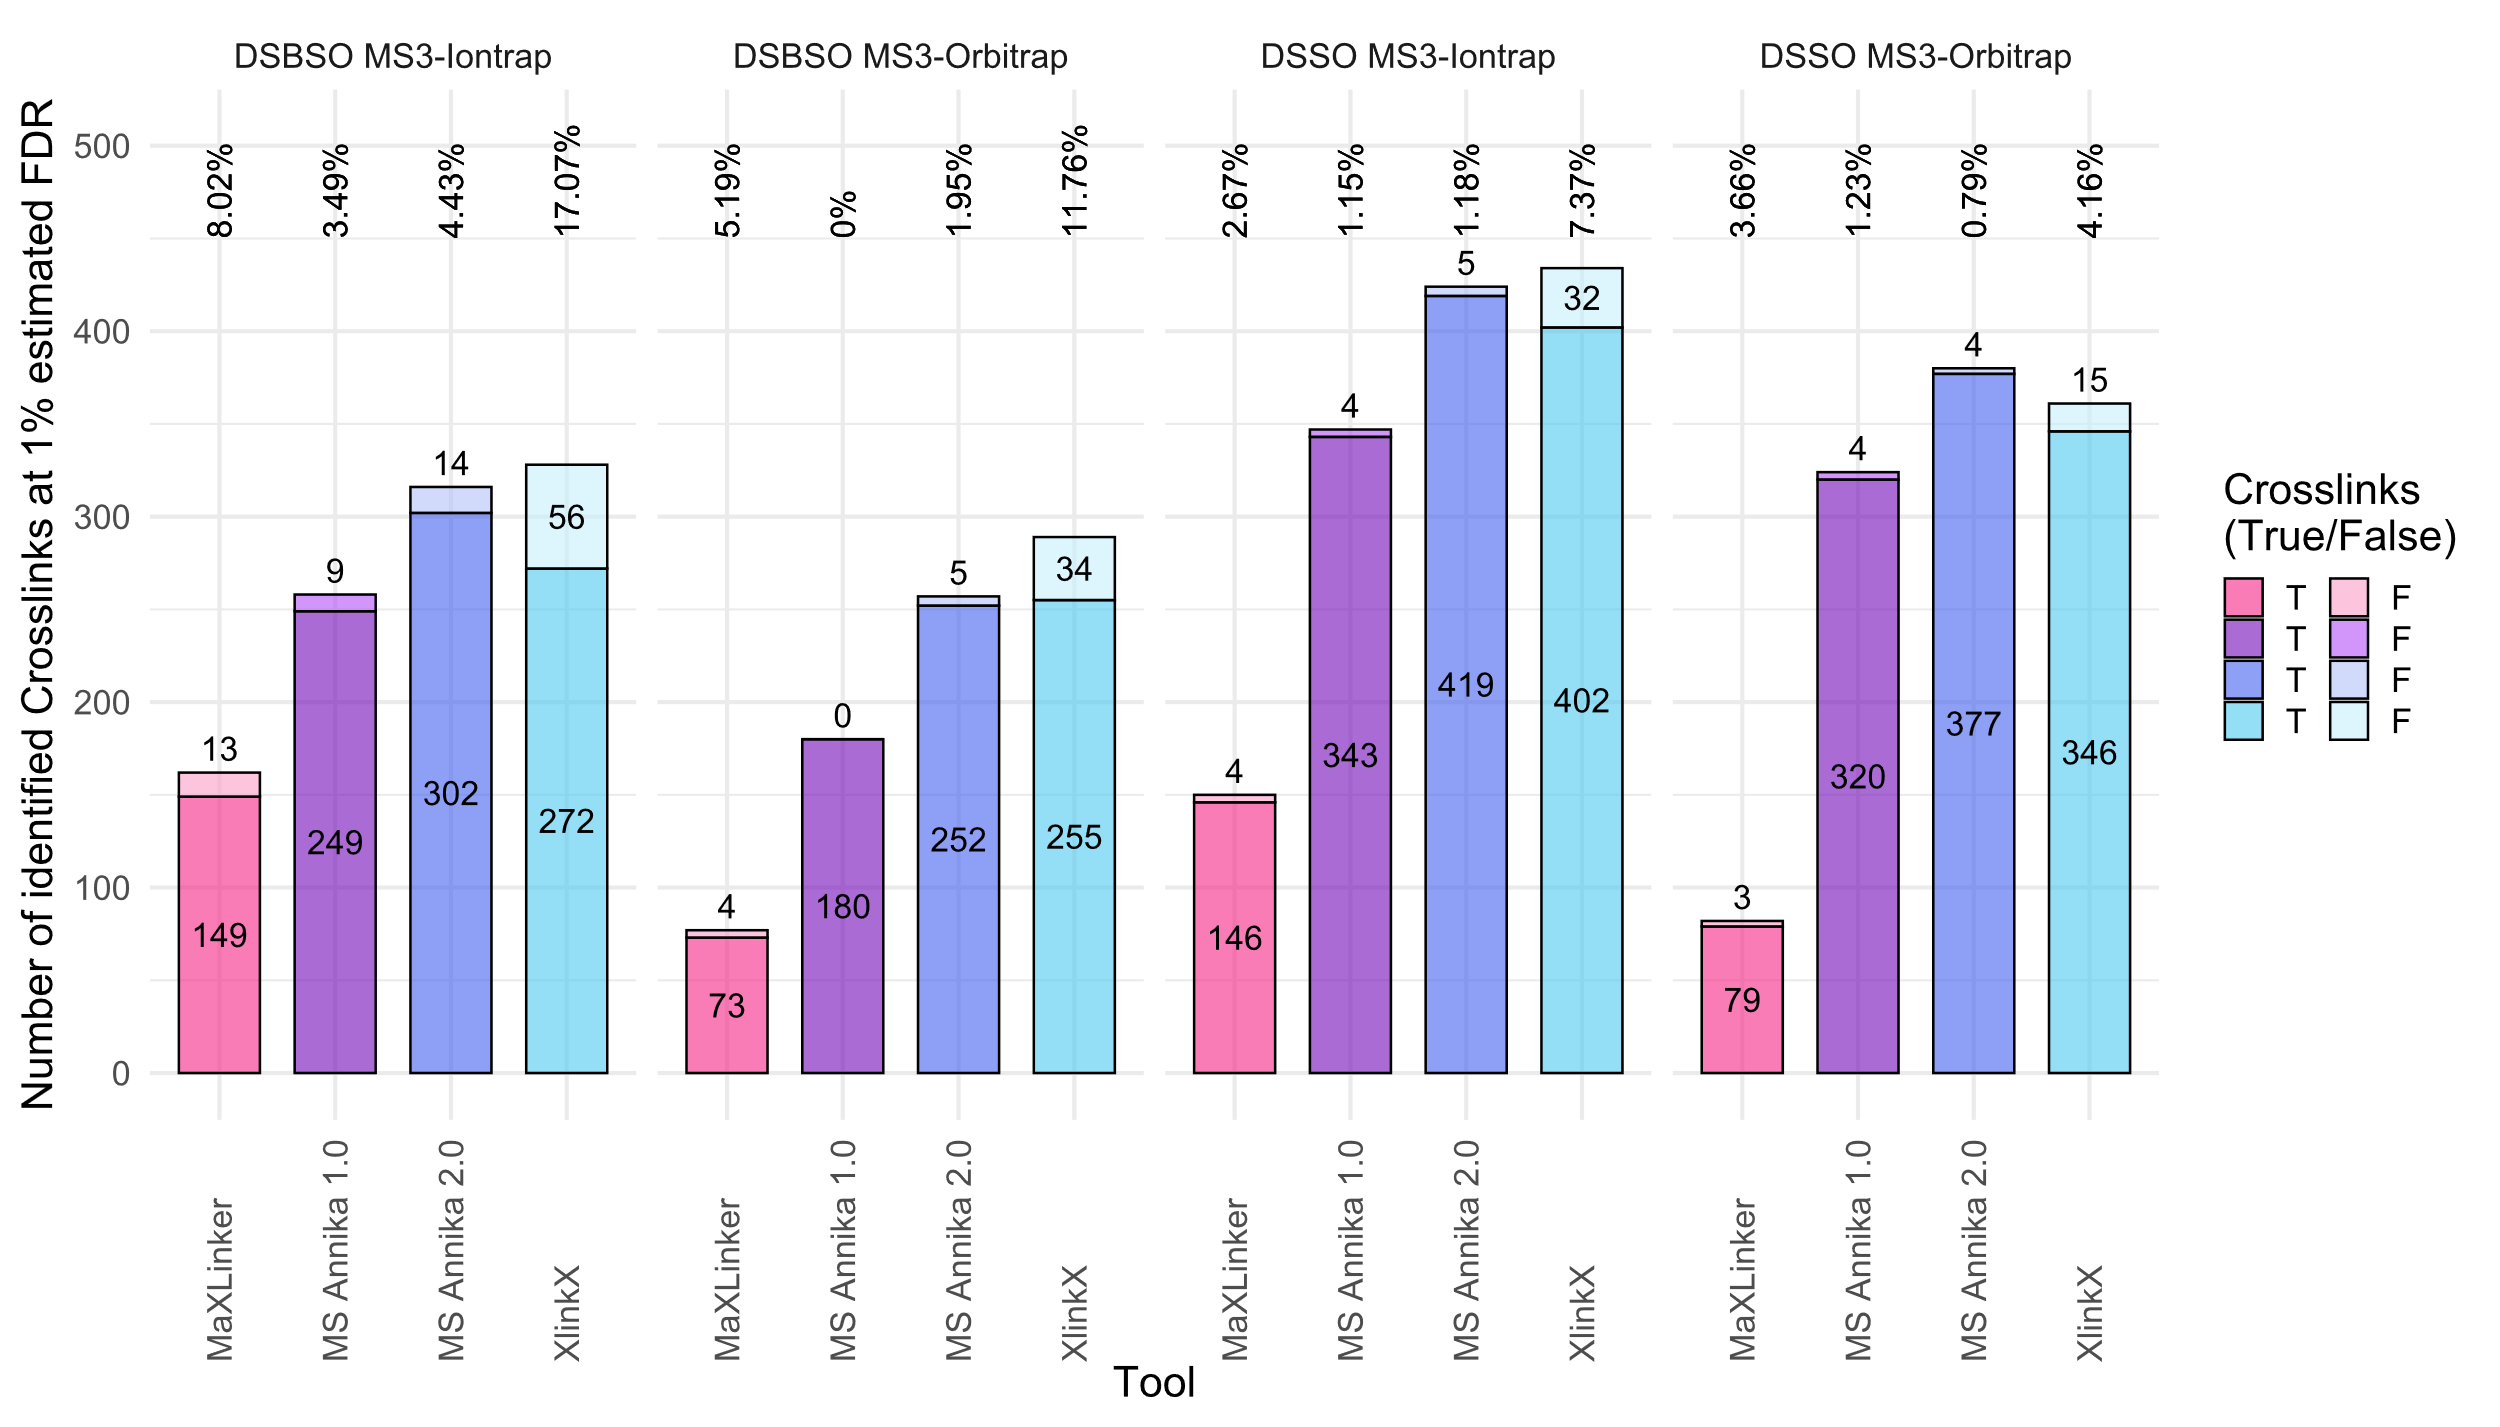 DSBSO MS3-Iontrap
DSBSO MS3-Orbitrap
DSSO MS3-Iontrap
DSSO MS3-Orbitrap
Number of identified Crosslinks at 1% estimated FDR
500
400
300
200
100
0
8.02%
3.49%
4.43%
17.07%
13
149
9
249
14
302
56
272
5.19%
0%
1.95%
11.76%
4
73
0
180
5
252
34
255
2.67%
1.15%
1.18%
7.37%
4
146
4
343
5
419
32
402
3.66%
1.23%
0.79%
4.16%
3
79
4
320
4
377
15
346
MaXLinker
MS Annika 1.0
MS Annika 2.0
XlinkX
MaXLinker
MS Annika 1.0
MS Annika 2.0
XlinkX
MaXLinker
MS Annika 1.0
MS Annika 2.0
XlinkX
MaXLinker
MS Annika 1.0
MS Annika 2.0
XlinkX
Tool
Crosslinks
(True/False)
T F
T F
T F
T F